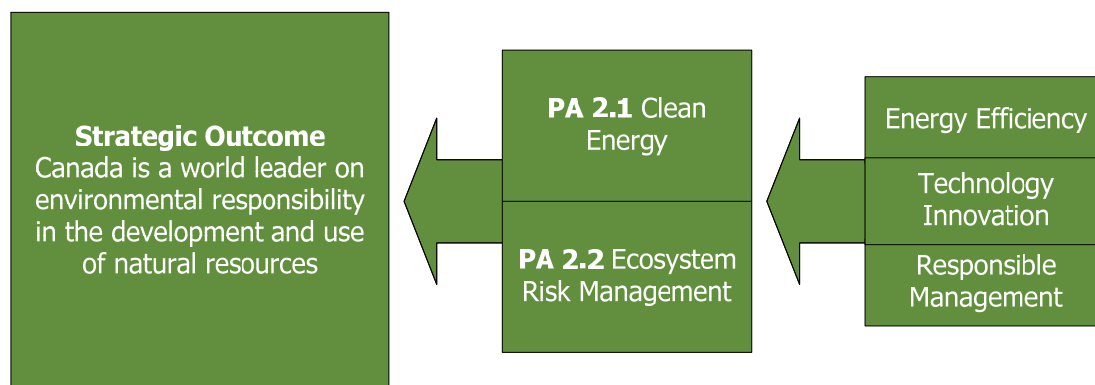 Strategic Outcome
Canada is a world leader on
environmental responsibility
in the development and use
of natural resources
PA 2.1 Clean
Energy
PA 2.2 Ecosystem
Risk Management
Energy Efficiency
Technology
Innovation
Responsible
Management